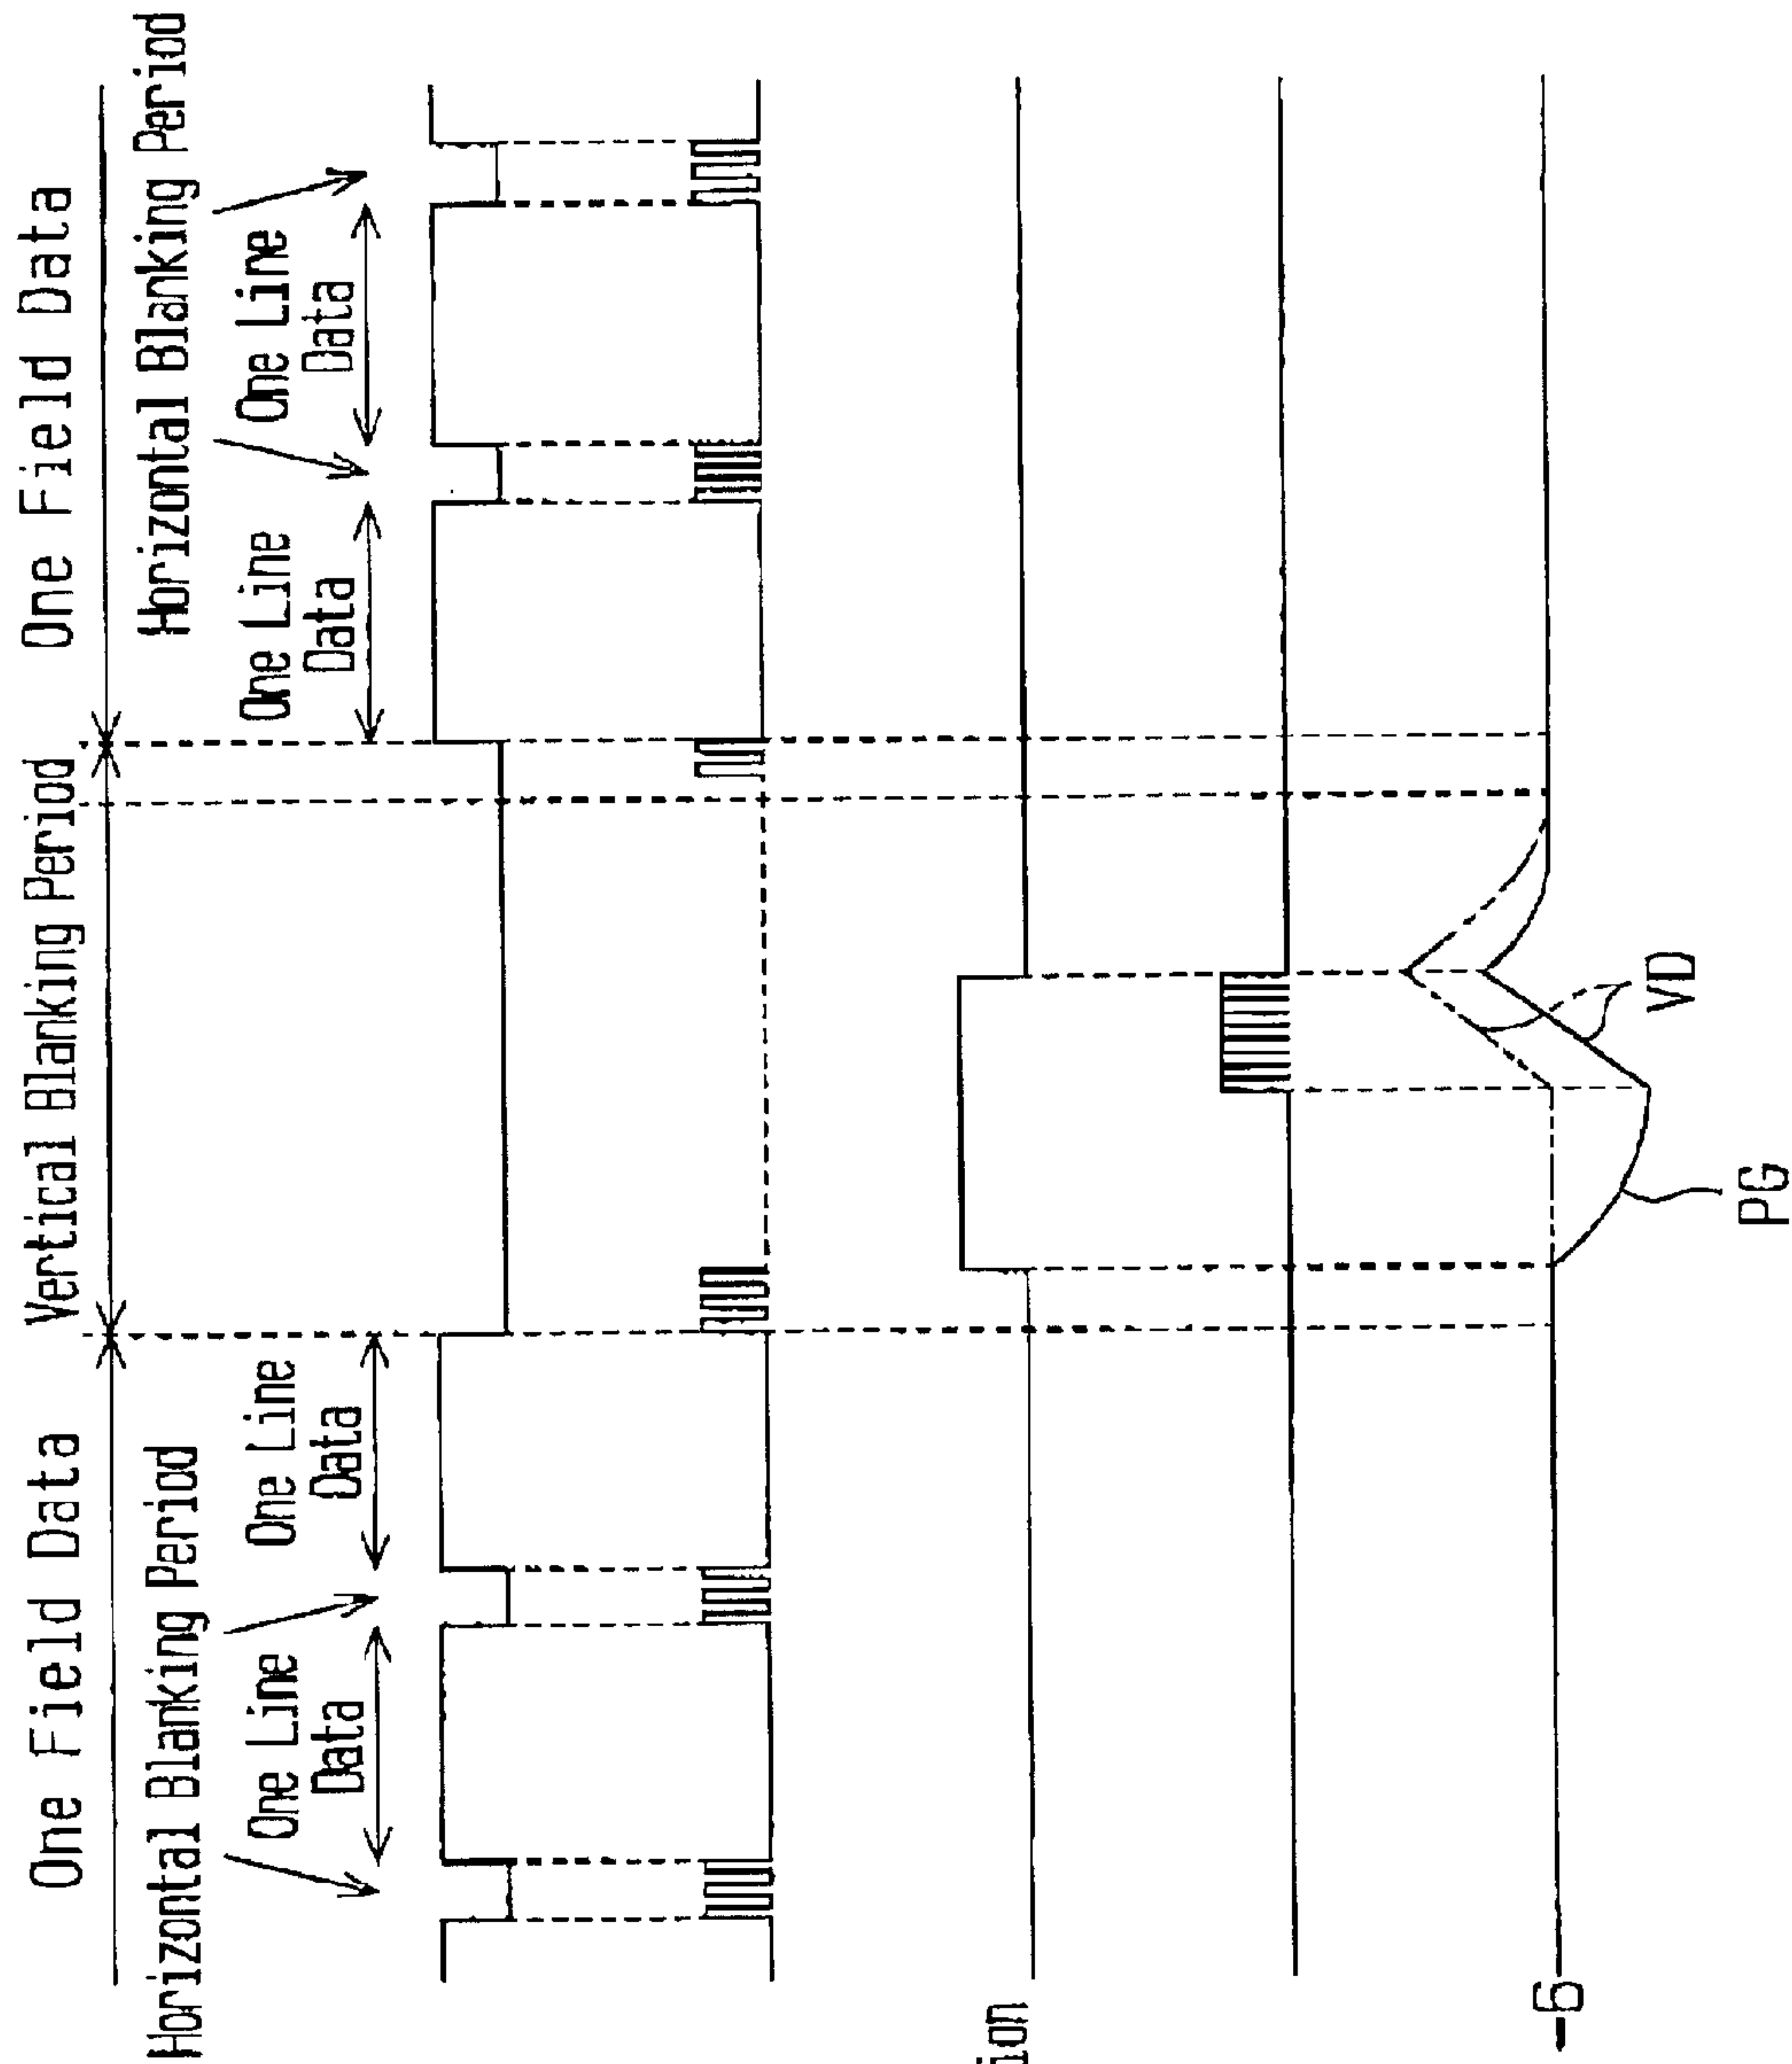 One Field Data
Vertical Blanking Period
One Field Data
Horizontal Blanking Period
Horizontal Blanking Period
One Line
Data
One Line
Data
One Line
Data
One Line
Data
-6
PG
VD